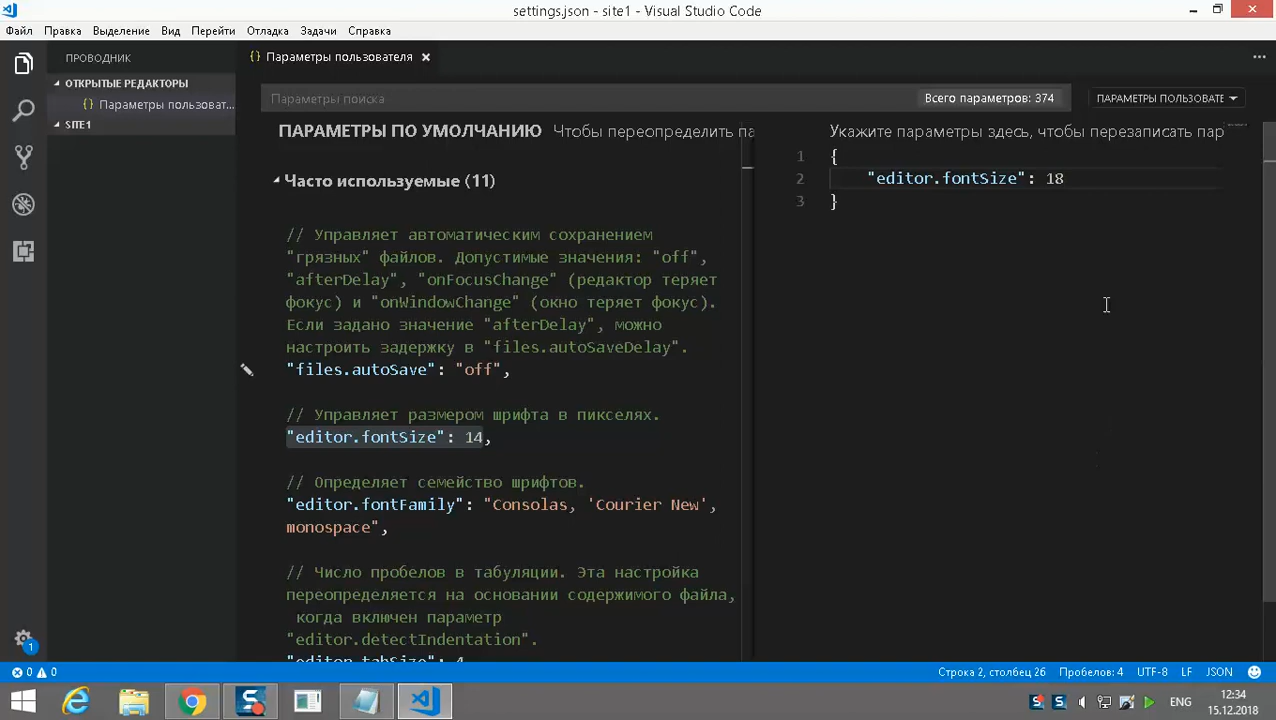 settings.json - site1 - Visual Studio Code
Файл Правка Выделение Вид Перейти Отладка Задачи Справка
ПРОВОДНИК
ОТКРЫТЫЕ РЕДАКТОРЫ
{} Параметры пользоват...
SITE1
{} Параметры пользователя
Параметры поиска
Всего параметров: 374
ПАРАМЕТРЫ ПОЛЬЗОВАТЕ
ПАРАМЕТРЫ ПО УМОЛЧАНИЮ Чтобы переопределить па
Часто используемые (11)
// Управляет автоматическим сохранением
"грязных" файлов. Допустимые значения: "off",
"afterDelay", "onFocusChange" (редактор теряет
фокус) и "onWindowChange" (окно теряет фокус).
Если задано значение "afterDelay", можно
настроить задержку в "files.autoSaveDelay".
"files.autoSave": "off",
// Управляет размером шрифта в пикселях.
"editor.fontSize": 14,
// Определяет семейство шрифтов.
"editor.fontFamily": "Consolas, 'Courier New',
monospace",
// Число пробелов в табуляции. Эта настройка
переопределяется на основании содержимого файла,
когда включен параметр
"editor.detectIndentation".
"editor.tabSize": 4
Укажите параметры здесь, чтобы перезаписать пар
1 {
2 "editor.fontSize": 18
3 }
1
0 0
Строка 2, столбец 26 Пробелов: 4 UTF-8 LF JSON
ENG
12:34
15.12.2018